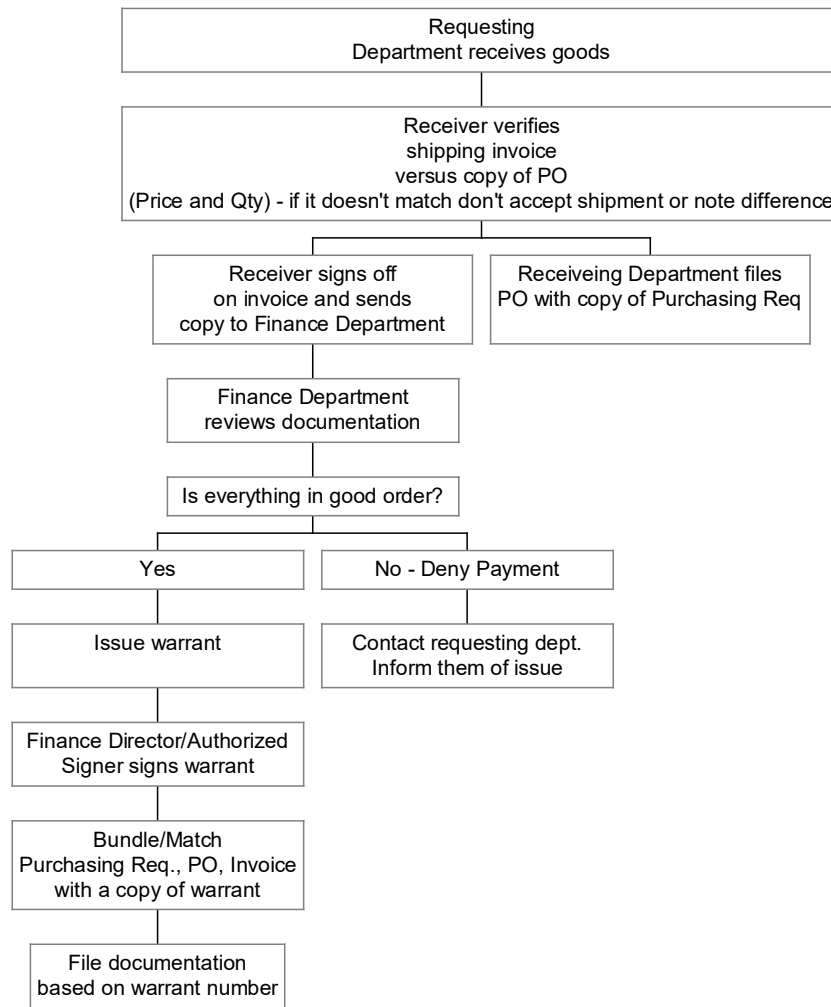 Requesting
Department receives goods
Receiver verifies
shipping invoice
versus copy of PO
(Price and Qty) - if it doesn't match don't accept shipment or note difference
Receiver signs off
on invoice and sends
copy to Finance Department
Receiveing Department files
PO with copy of Purchasing Req
Finance Department
reviews documentation
Is everything in good order?
Yes
No - Deny Payment
Issue warrant
Contact requesting dept.
Inform them of issue
Finance Director/Authorized
Signer signs warrant
Bundle/Match
Purchasing Req., PO, Invoice
with a copy of warrant
File documentation
based on warrant number